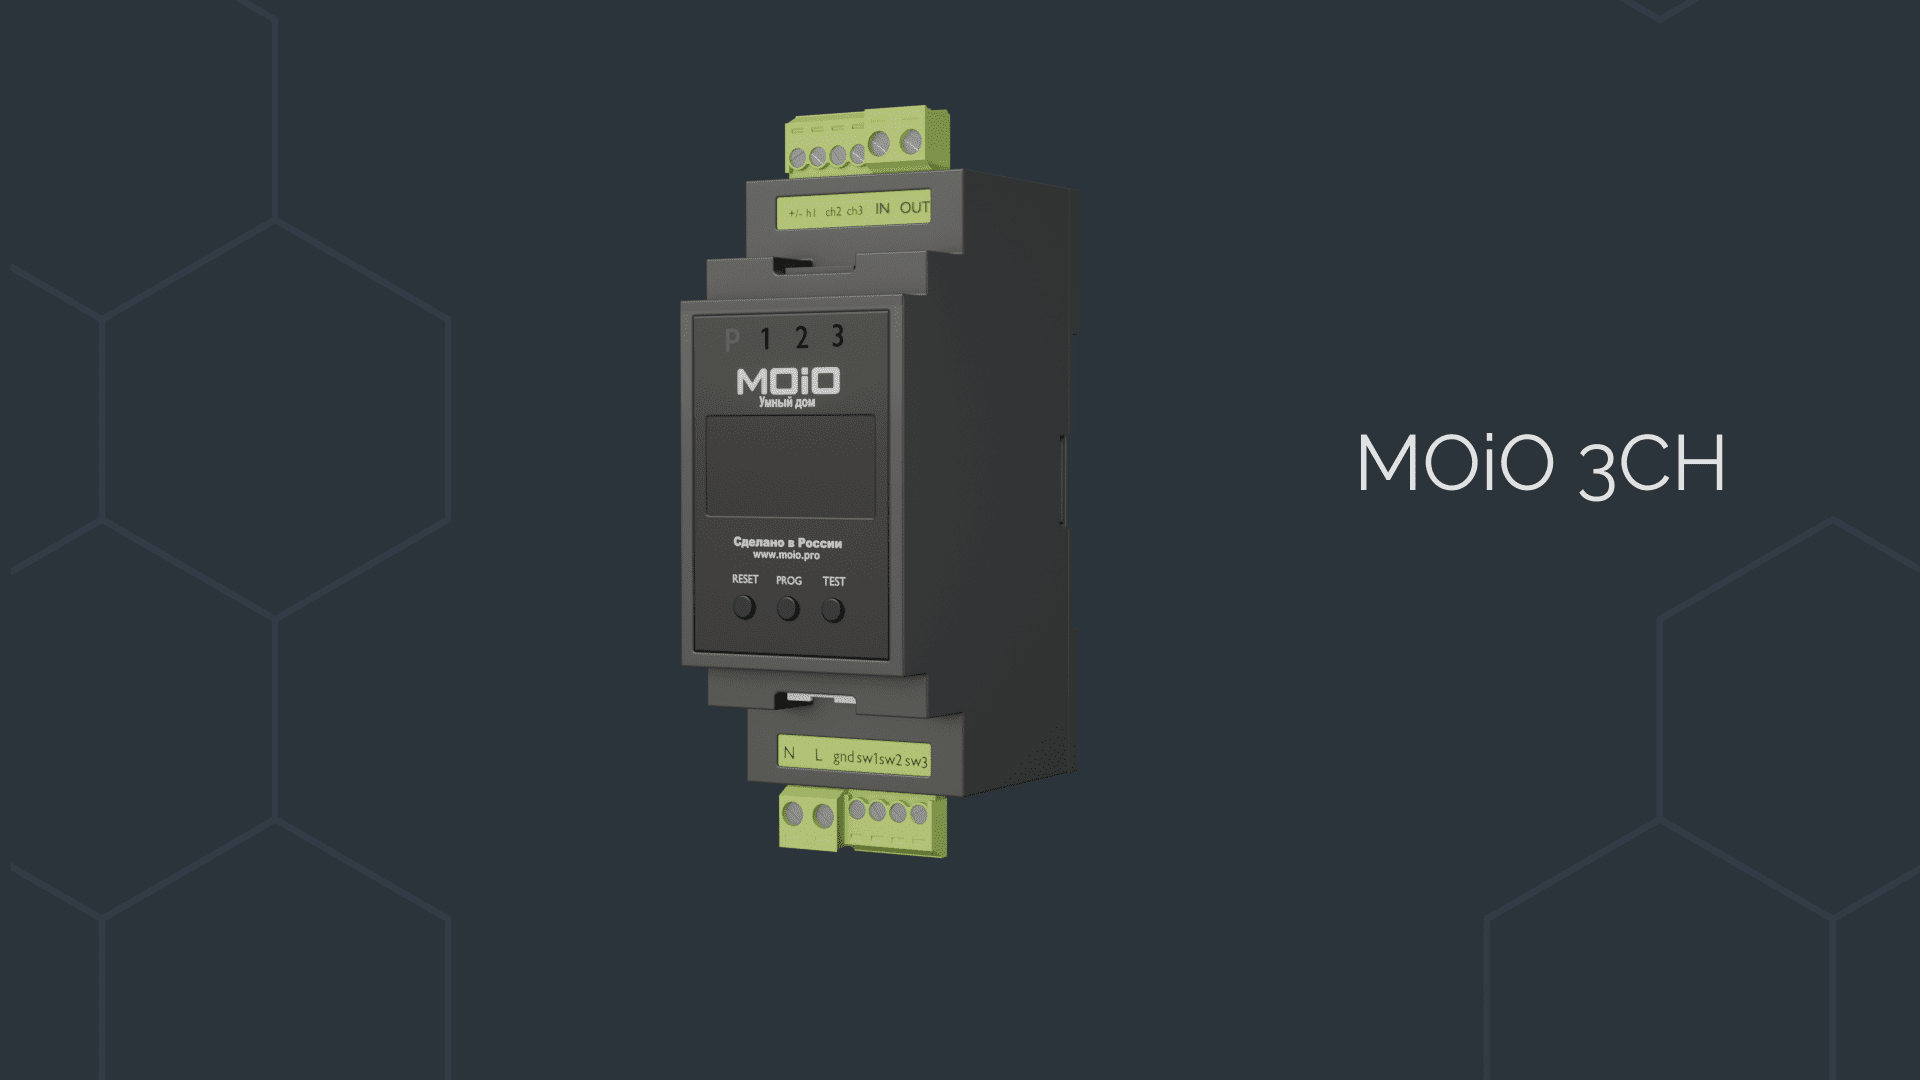 +/- h1 ch2 ch3 IN OUT
P 1 2 3
MOiO
Умный дом
Сделано в России
www.moio.pro
RESET PROG TEST
N L gnd sw1 sw2 sw3
MOiO 3CH